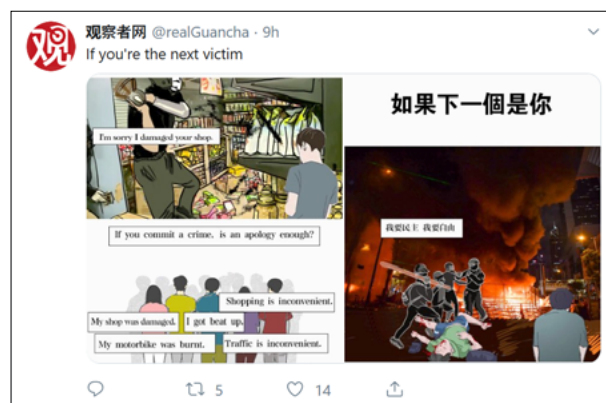 观
观察者网 @realGuancha · 9h
If you're the next victim
I'm sorry I damaged your shop.
If you commit a crime, is an apology enough?
Shopping is inconvenient.
My shop was damaged.
I got beat up.
My motorbike was burnt.
Traffic is inconvenient.
如果下一個是你
我要民主 我要自由
5
14